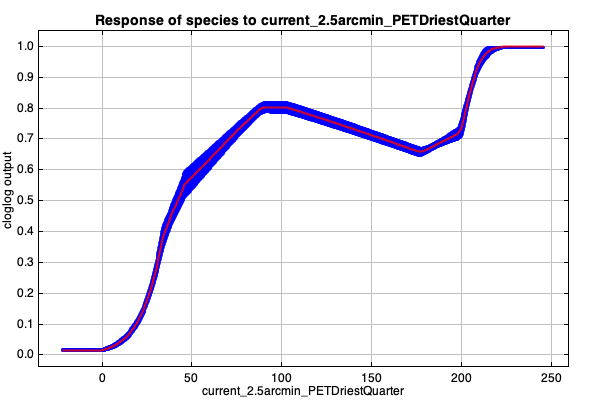 Response of species to current_2.5arcmin_PETDriestQuarter
1.0
0.9
0.8
0.7
0.6
0.5
0.4
0.3
0.2
0.1
0.0
cloglog output
0 50 100 150 200 250
current_2.5arcmin_PETDriestQuarter